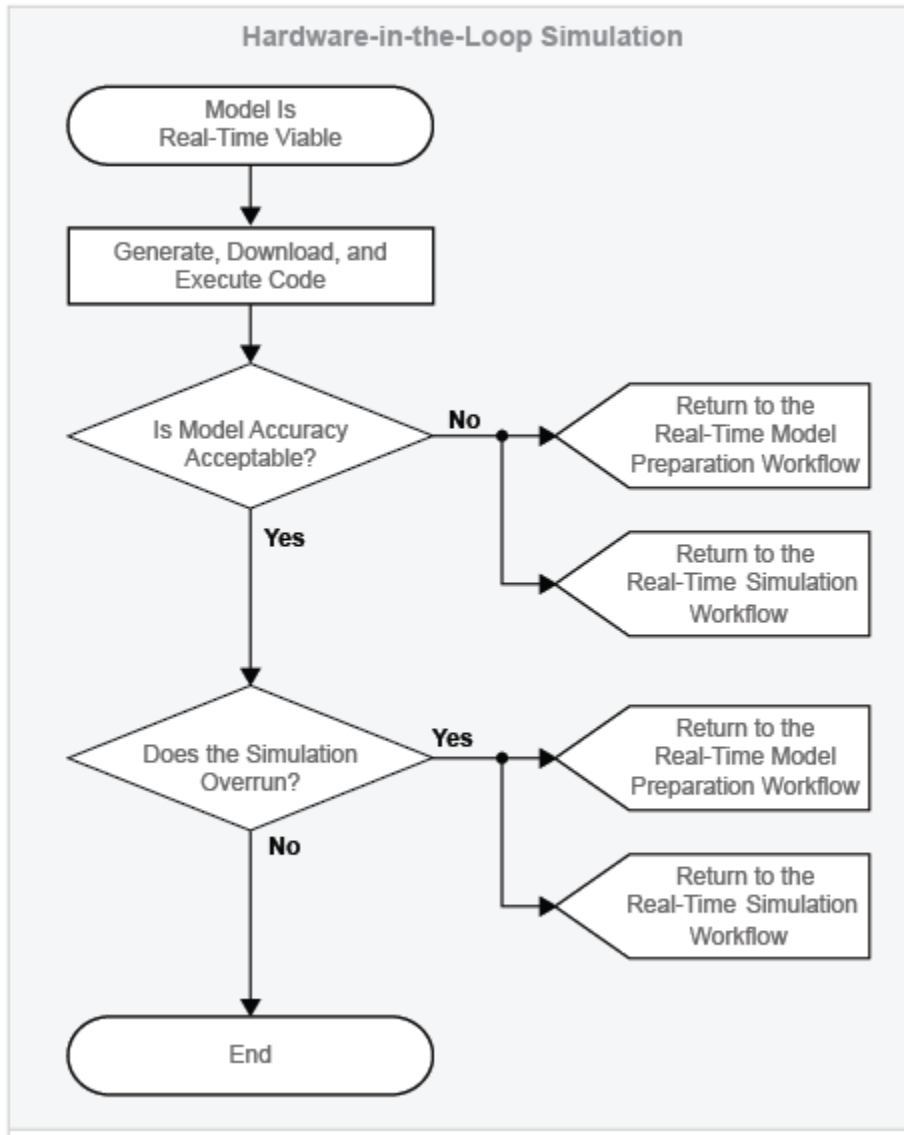 Hardware-in-the-Loop Simulation
Model Is
Real-Time Viable
Generate, Download, and
Execute Code
Is Model Accuracy
Acceptable?
No
Return to the
Real-Time Model
Preparation Workflow
Return to the
Real-Time Simulation
Workflow
Yes
Does the Simulation
Overrun?
Yes
Return to the
Real-Time Model
Preparation Workflow
Return to the
Real-Time Simulation
Workflow
No
End